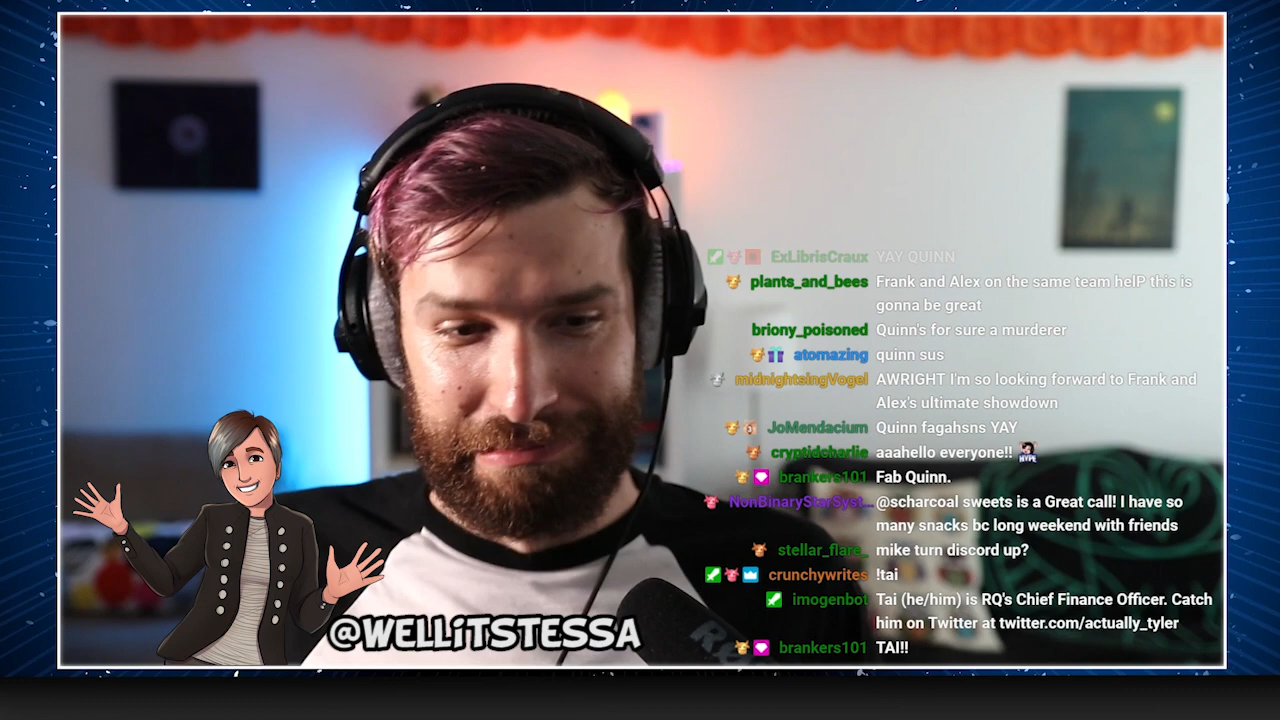 ExLibrisCraux YAY QUINN
plants_and_bees Frank and Alex on the same team helP this is
gonna be great
briony_poisoned Quinn's for sure a murderer
atomazing quinn sus
midnightsingVogel AWRIGHT I'm so looking forward to Frank and
Alex's ultimate showdown
JoMendacium Quinn fagahsns YAY
cryptidcharlie aaahello everyone!! HYPE
brankers101 Fab Quinn.
NonBinaryStarSyst... @scharcoal sweets is a Great call! I have so
many snacks bc long weekend with friends
stellar_flare_ mike turn discord up?
crunchywrites !tai
imogenbot Tai (he/him) is RQ's Chief Finance Officer. Catch
him on Twitter at twitter.com/actually_tyler
brankers101 TAI!!
@WELLITSTESSA